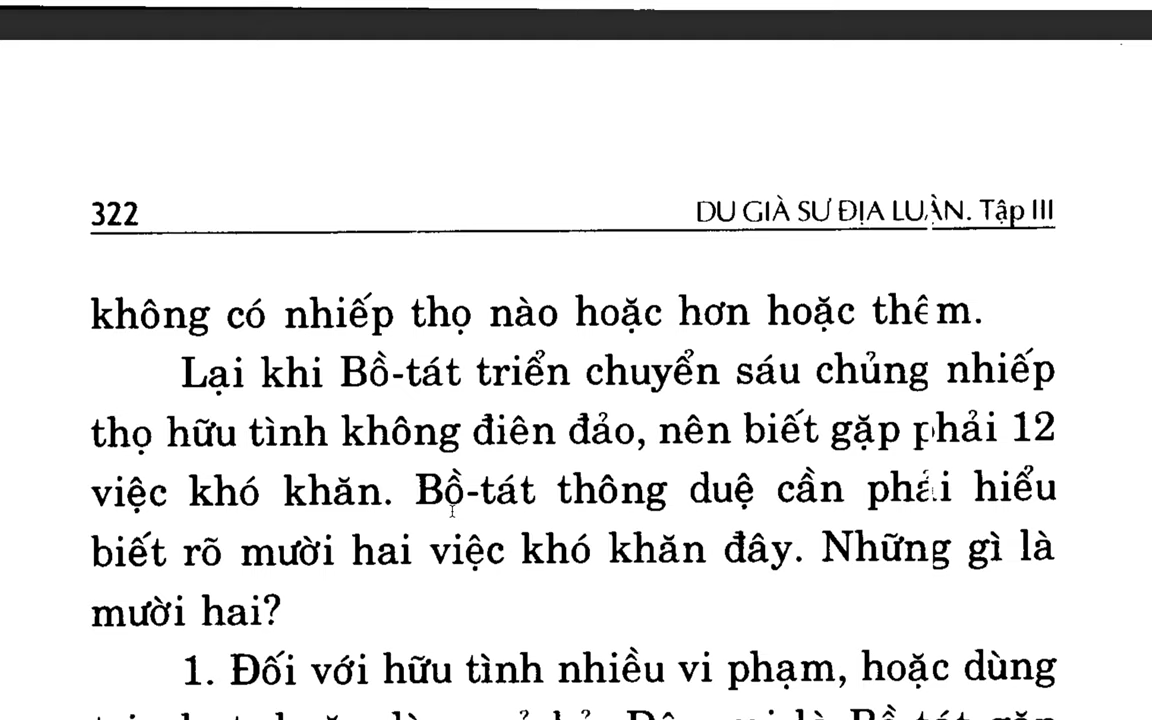 322
DU GIÀ SƯ ĐỊA LUẬN. Tập III
không có nhiếp thọ nào hoặc hơn hoặc thêm.
Lại khi Bồ-tát triển chuyển sáu chủng nhiếp
thọ hữu tình không điên đảo, nên biết gặp phải 12
việc khó khăn. Bồ-tát thông duệ cần phải hiểu
biết rõ mười hai việc khó khăn đây. Những gì là
mười hai?
1. Đối với hữu tình nhiều vi phạm, hoặc dùng
Bồ-tát gặp